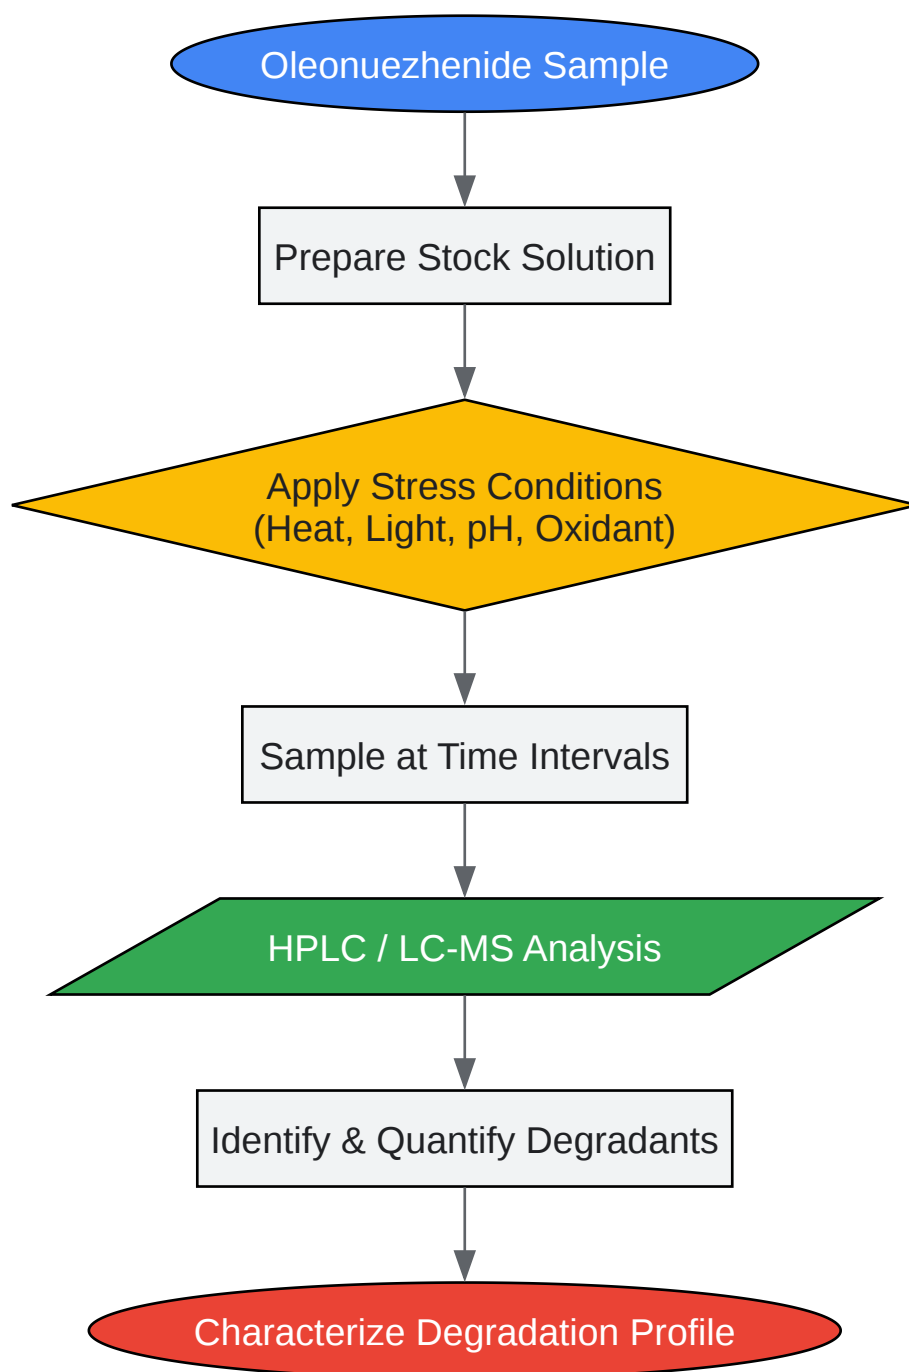 Oleonuezhenide Sample
Prepare Stock Solution
Apply Stress Conditions
(Heat, Light, pH, Oxidant)
Sample at Time Intervals
HPLC / LC-MS Analysis
Identify & Quantify Degradants
Characterize Degradation Profile